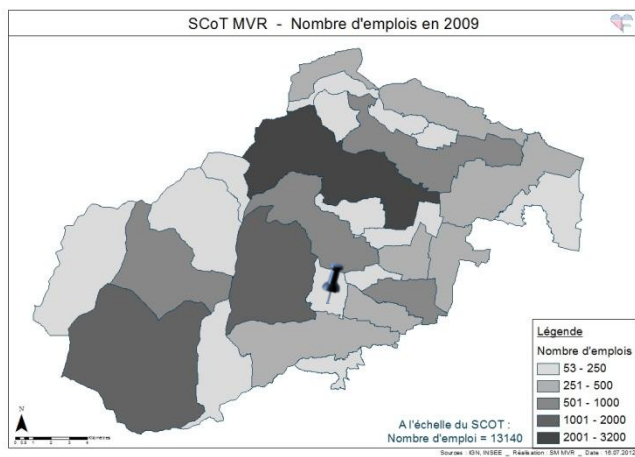 SCoT MVR - Nombre d'emplois en 2009
Légende
Nombre d'emplois
53 - 250
251 - 500
501 - 1000
1001 - 2000
2001 - 3200
A l'échelle du SCOT :
Nombre d'emploi = 13140
N
Sources : IGN, INSEE _ Réalisation : SM MVR _ Date : 16.07.2012